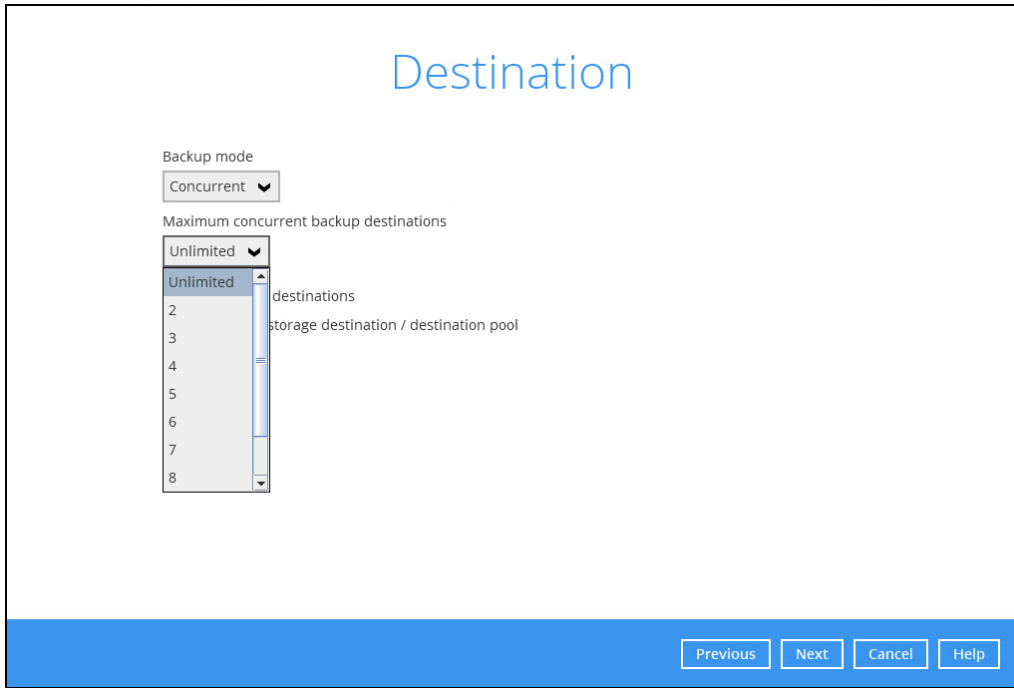 Destination
Backup mode
Concurrent
Maximum concurrent backup destinations
Unlimited
Unlimited
destinations
2
storage destination / destination pool
3
4
5
6
7
8
Previous Next Cancel Help